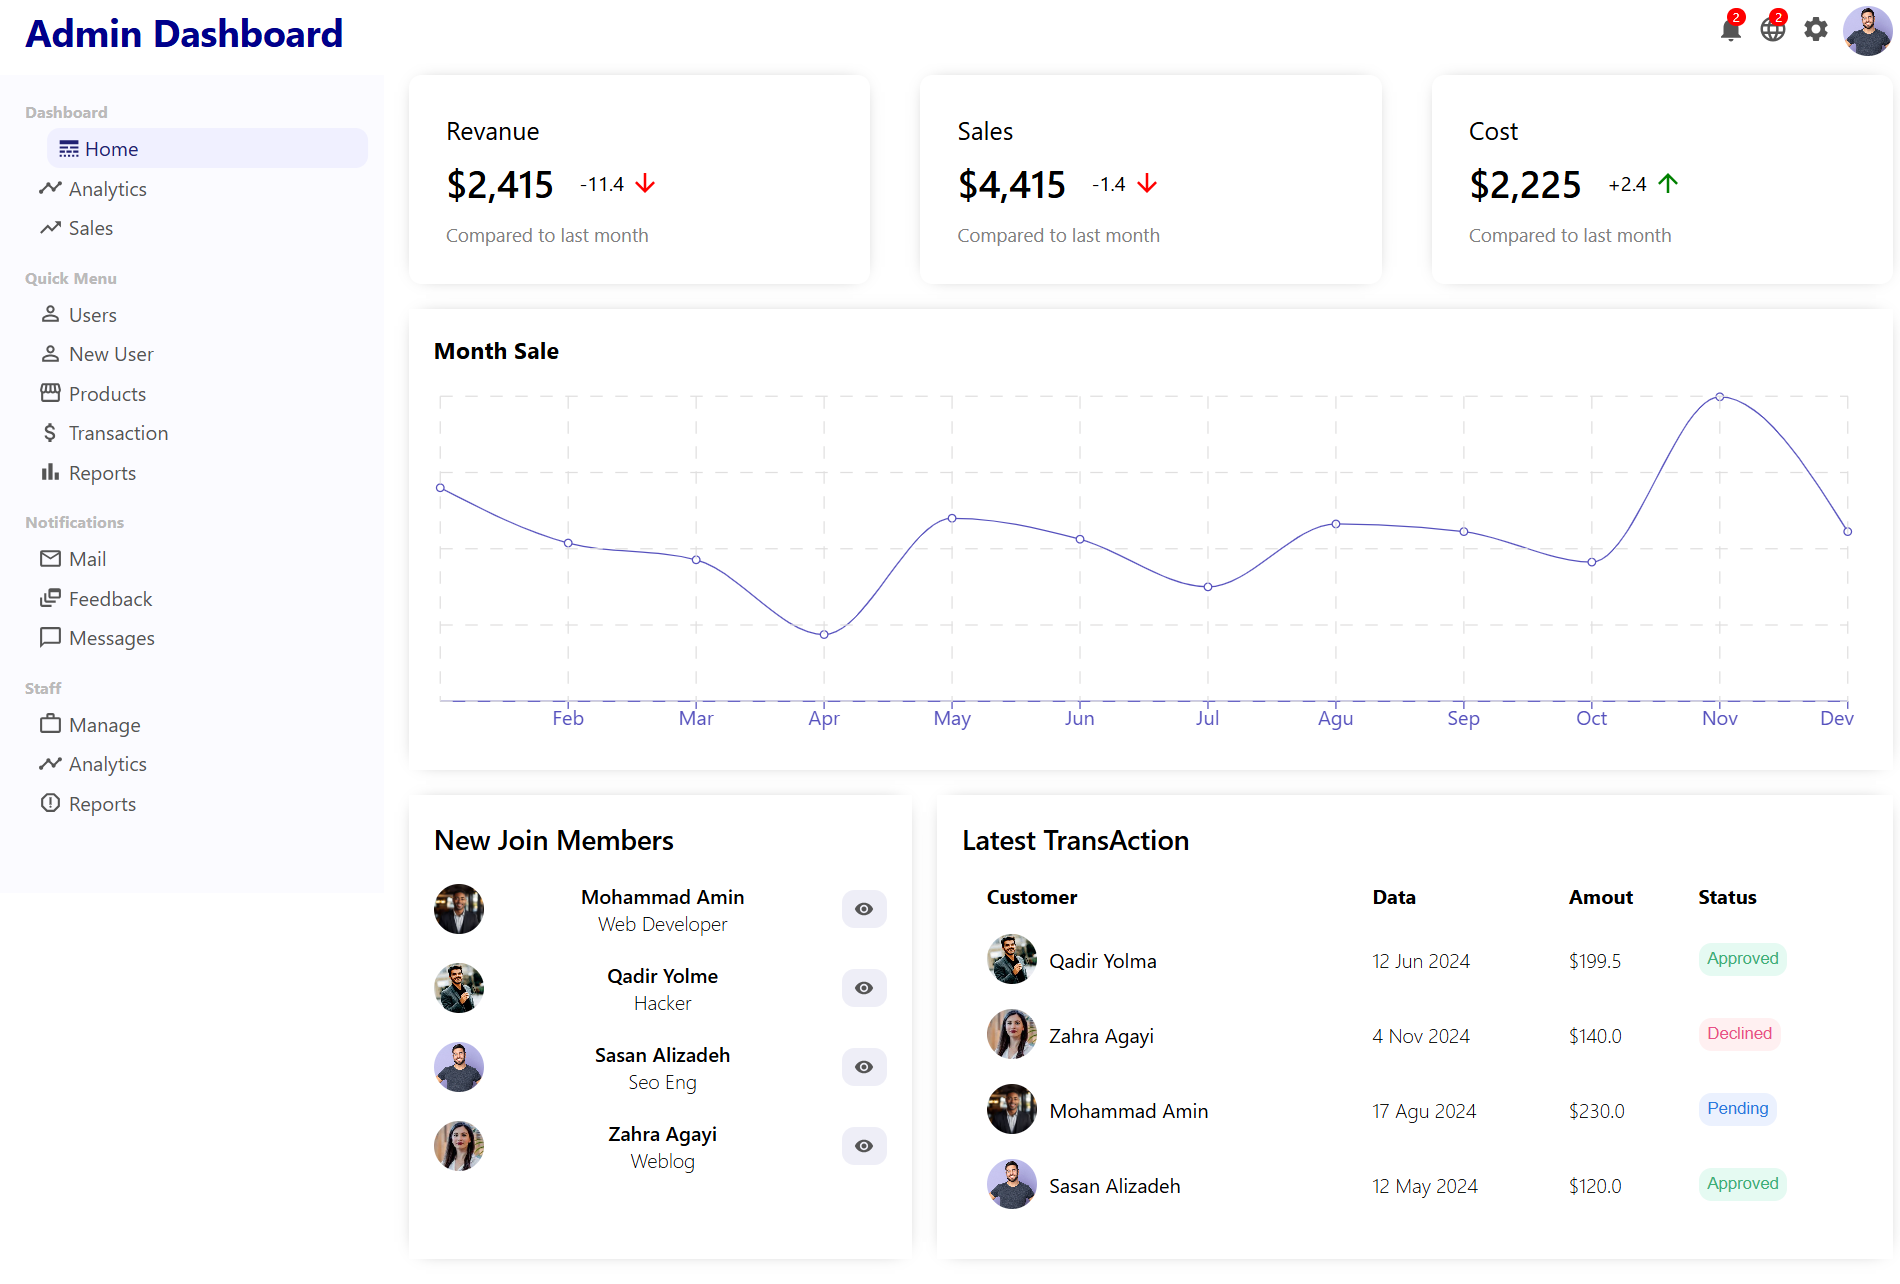 Admin Dashboard
2
2
Dashboard
Home
Analytics
Sales
Quick Menu
Users
New User
Products
Transaction
Reports
Notifications
Mail
Feedback
Messages
Staff
Manage
Analytics
Reports
Revanue
$2,415 -11.4
Compared to last month
Sales
$4,415 -1.4
Compared to last month
Cost
$2,225 +2.4
Compared to last month
Month Sale
Feb Mar Apr May Jun Jul Agu Sep Oct Nov Dev
New Join Members
Mohammad Amin
Web Developer
Qadir Yolme
Hacker
Sasan Alizadeh
Seo Eng
Zahra Agayi
Weblog
Latest TransAction
Customer Data Amout Status
Qadir Yolma 12 Jun 2024 $199.5 Approved
Zahra Agayi 4 Nov 2024 $140.0 Declined
Mohammad Amin 17 Agu 2024 $230.0 Pending
Sasan Alizadeh 12 May 2024 $120.0 Approved